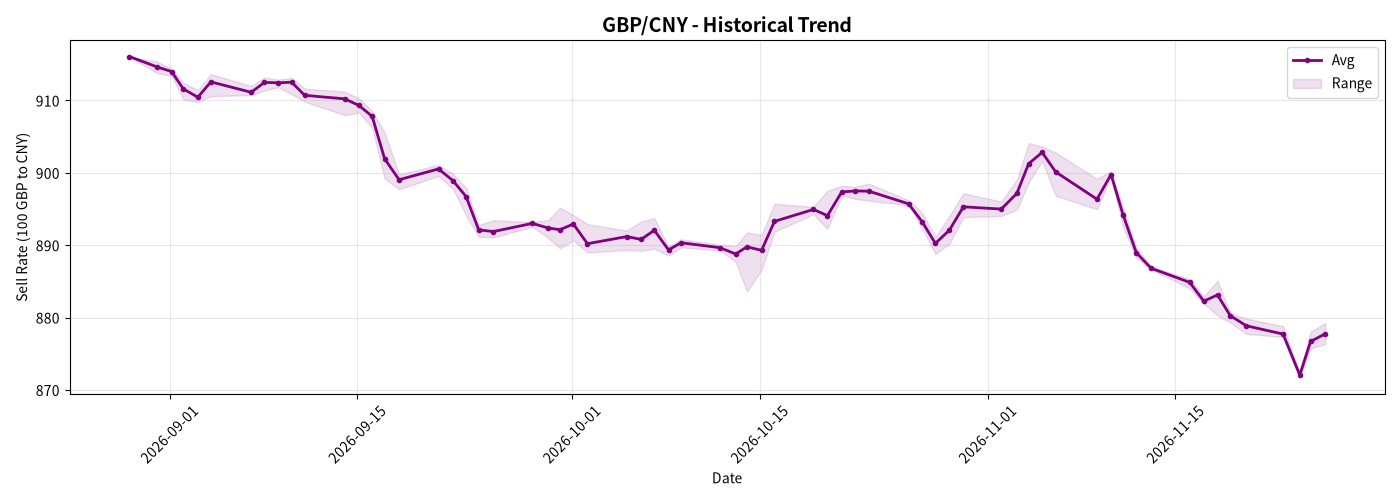 GBP/CNY - Historical Trend
Avg
Range
Sell Rate (100 GBP to CNY)
910
900
890
880
870
2026-09-01
2026-09-15
2026-10-01
2026-10-15
2026-11-01
2026-11-15
Date